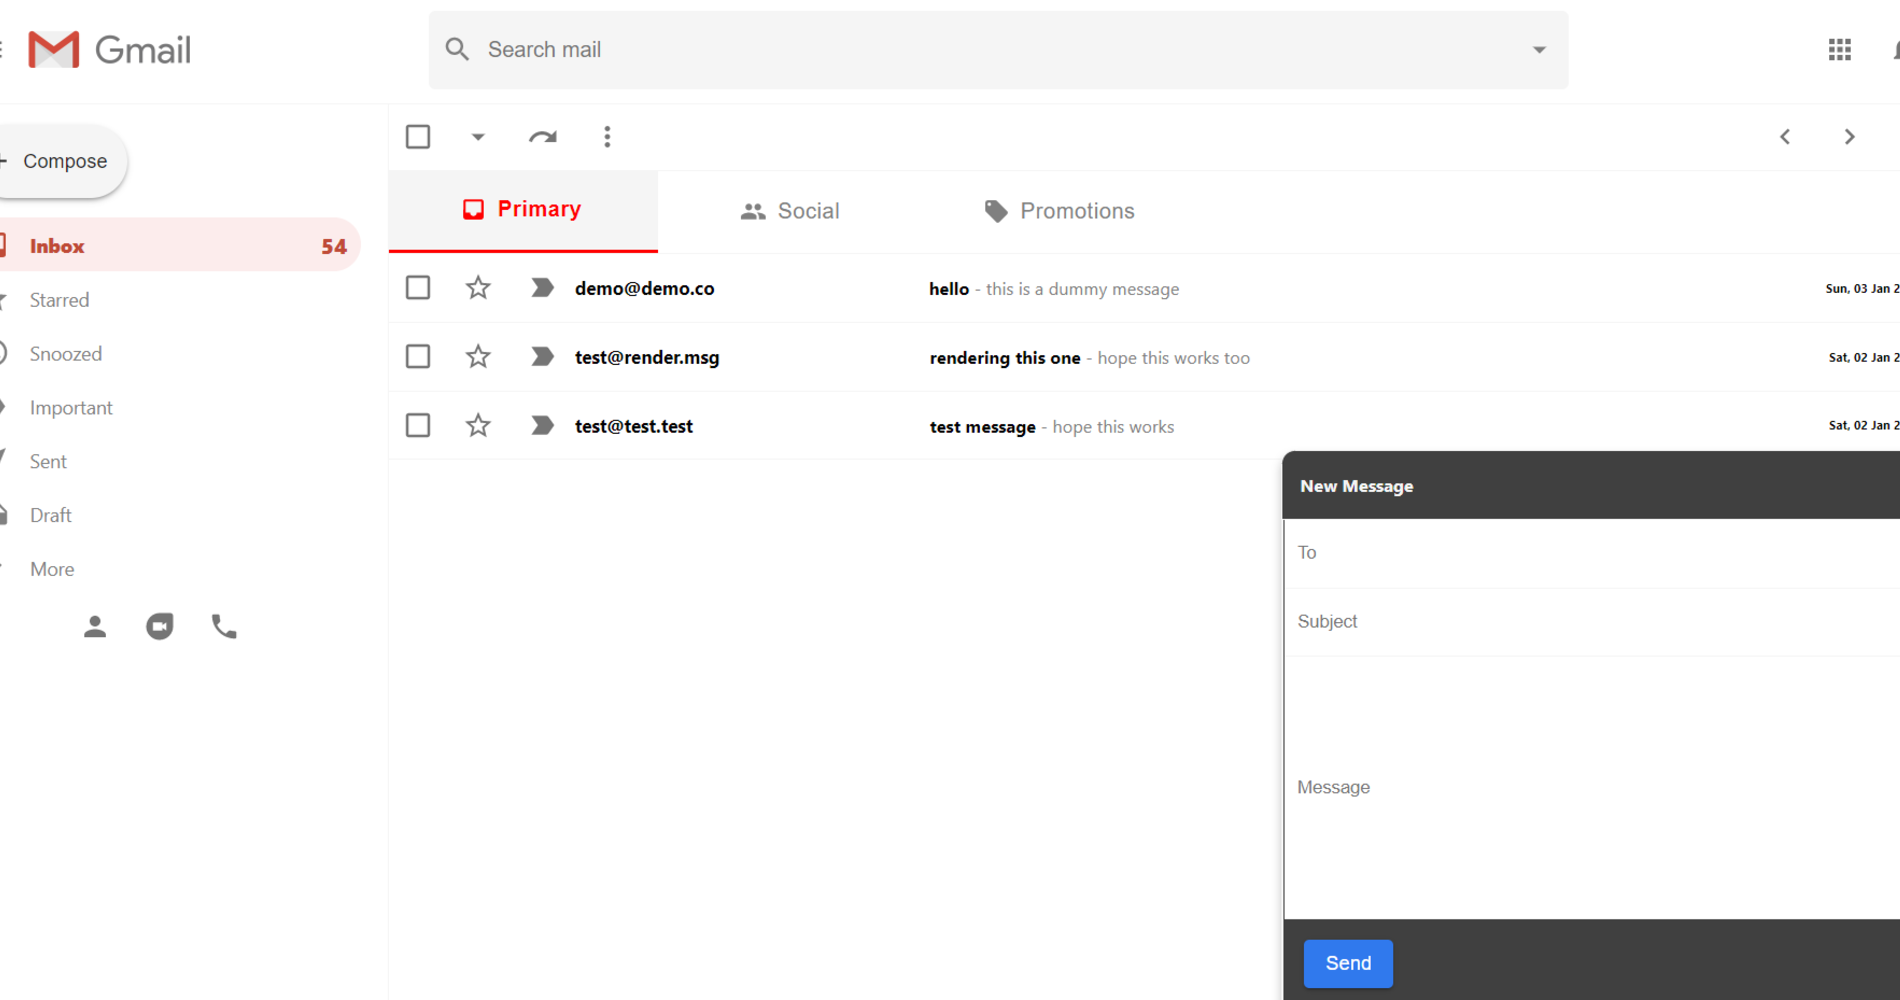 Gmail
Search mail
Compose
Primary
Social
Promotions
Inbox 54
demo@demo.co hello - this is a dummy message Sun, 03 Jan 2
Starred
Snoozed
test@render.msg rendering this one - hope this works too Sat, 02 Jan 2
Important
test@test.test test message - hope this works Sat, 02 Jan 2
Sent
Draft
More
New Message
To
Subject
Message
Send